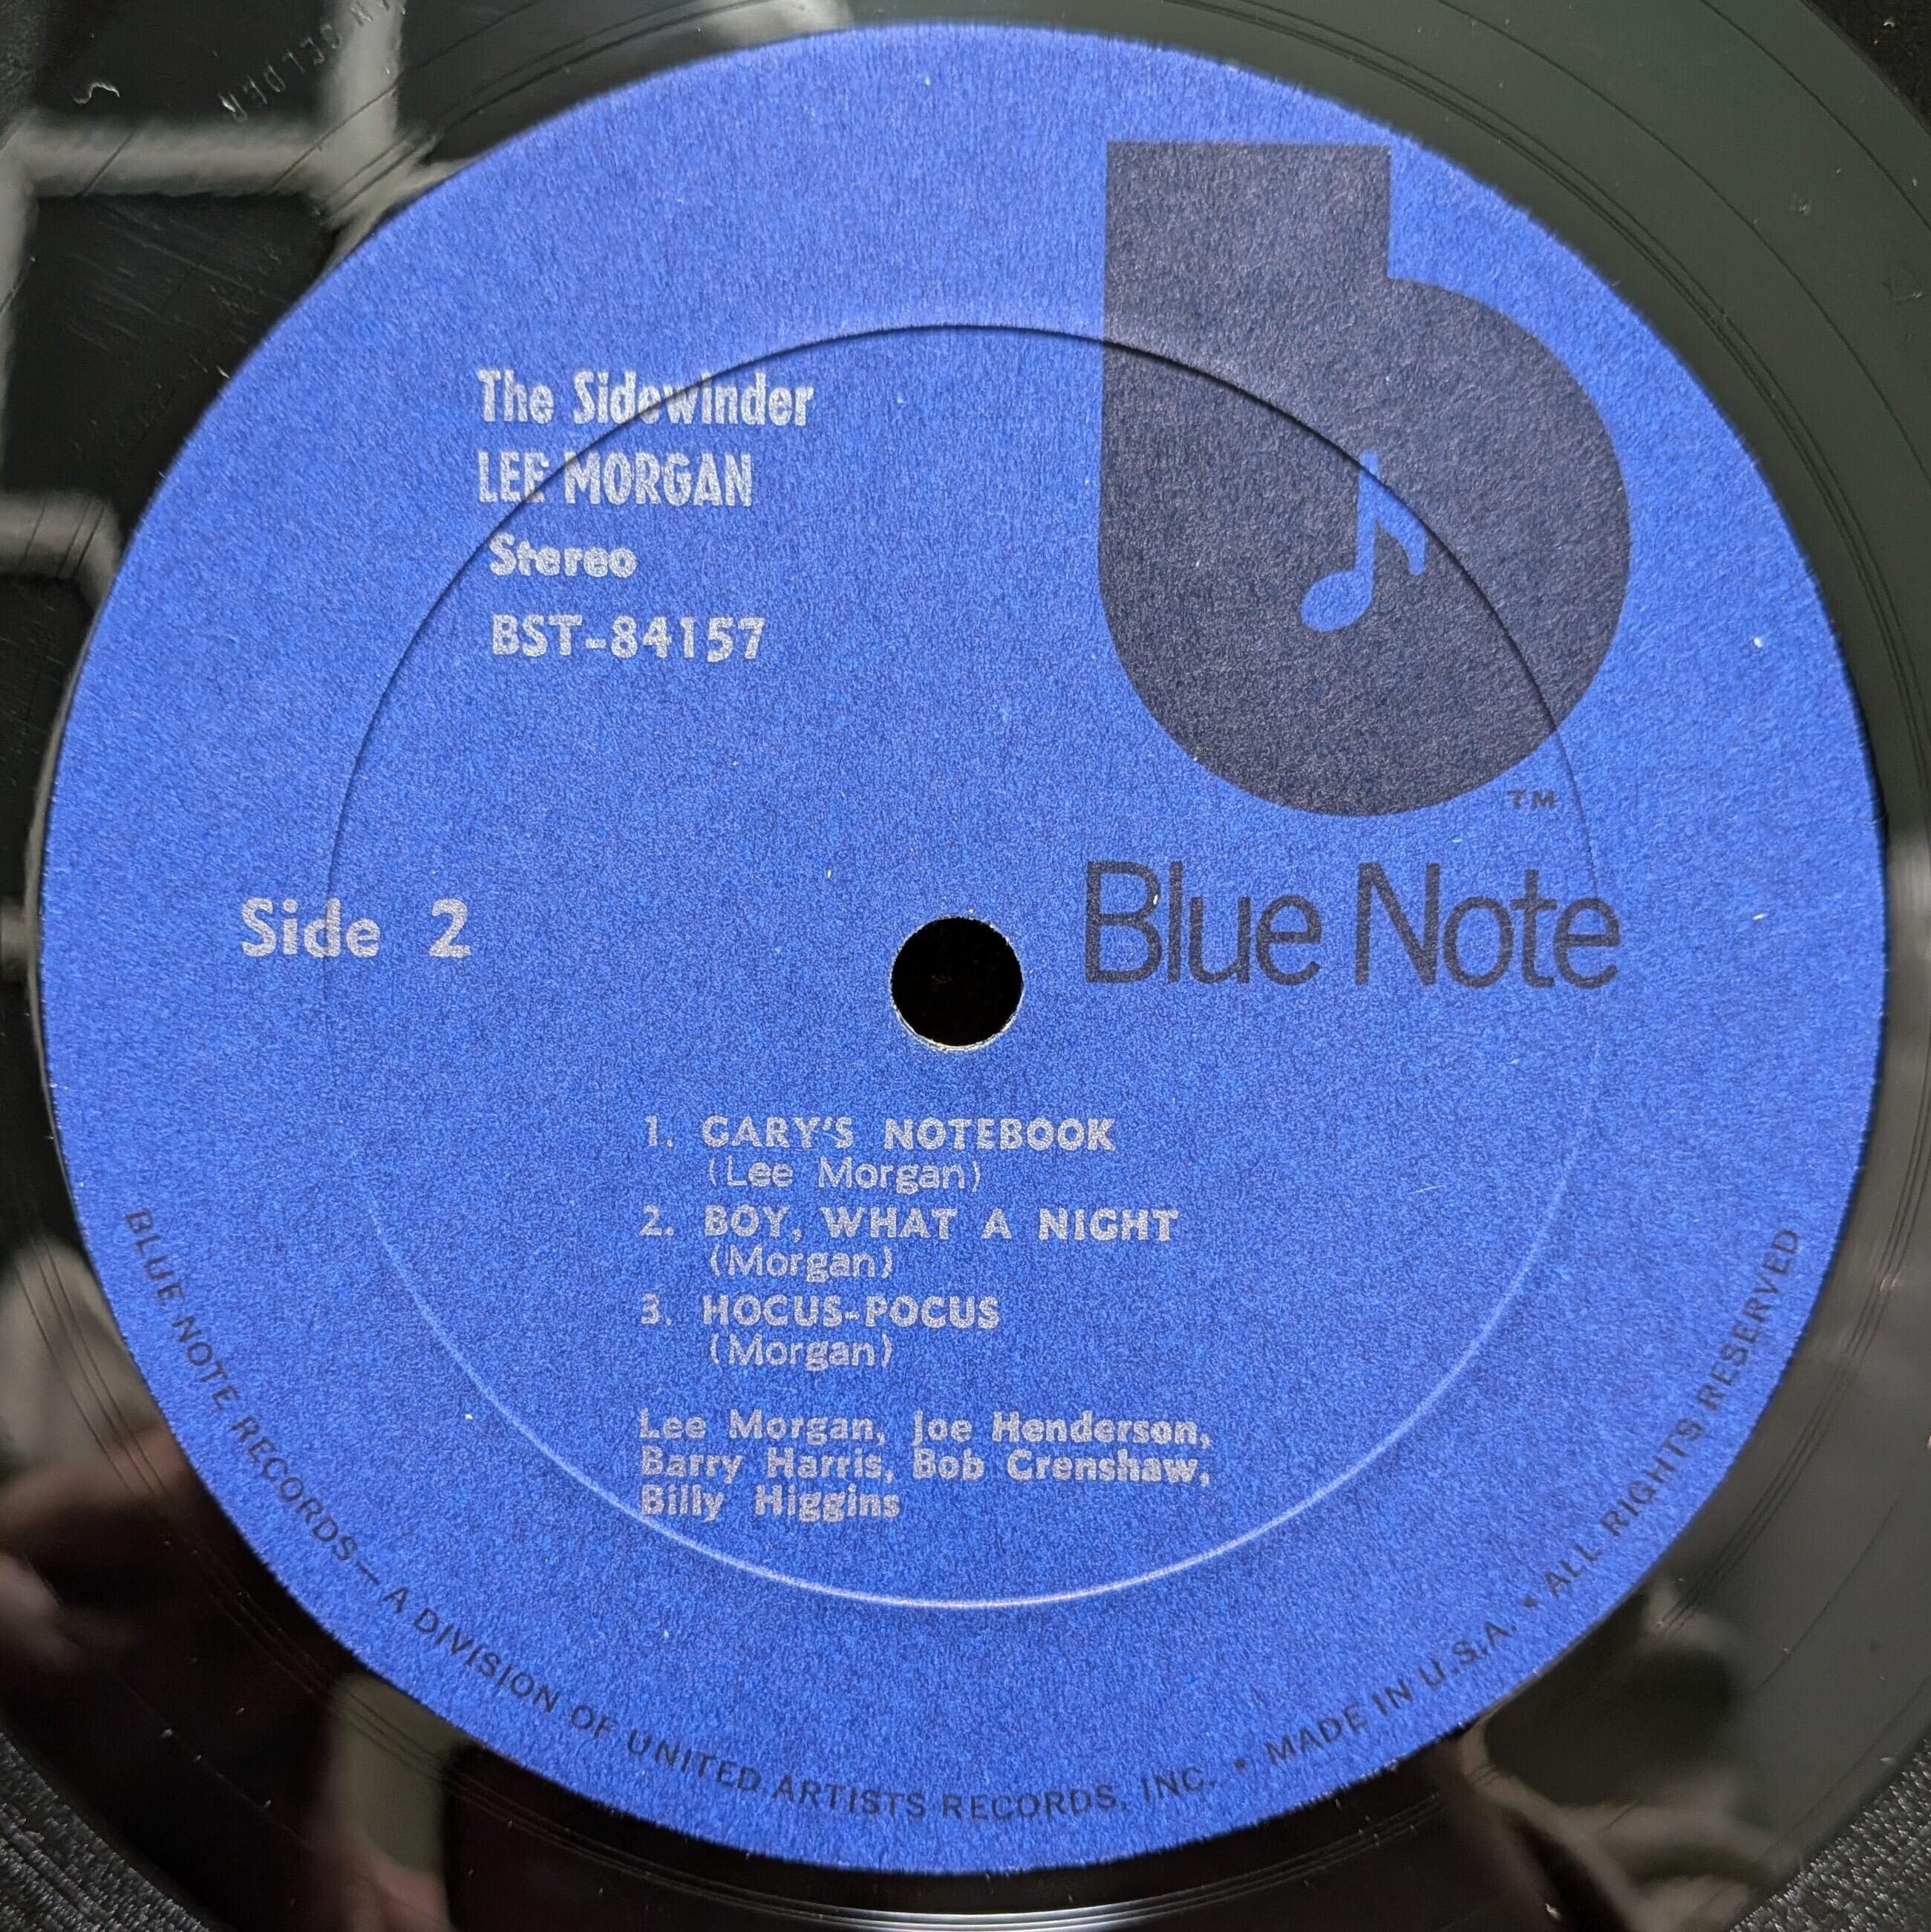 The Sidewinder
LEE MORGAN
Stereo
BST-84157
TM
Blue Note
Side 2
1. GARY'S NOTEBOOK
(Lee Morgan)
2. BOY, WHAT A NIGHT
(Morgan)
3. HOCUS-POCUS
(Morgan)
Lee Morgan, Joe Henderson,
Barry Harris, Bob Crenshaw,
Billy Higgins
BLUE NOTE RECORDS—A DIVISION OF UNITED ARTISTS RECORDS, INC. • MADE IN U.S.A. • ALL RIGHTS RESERVED